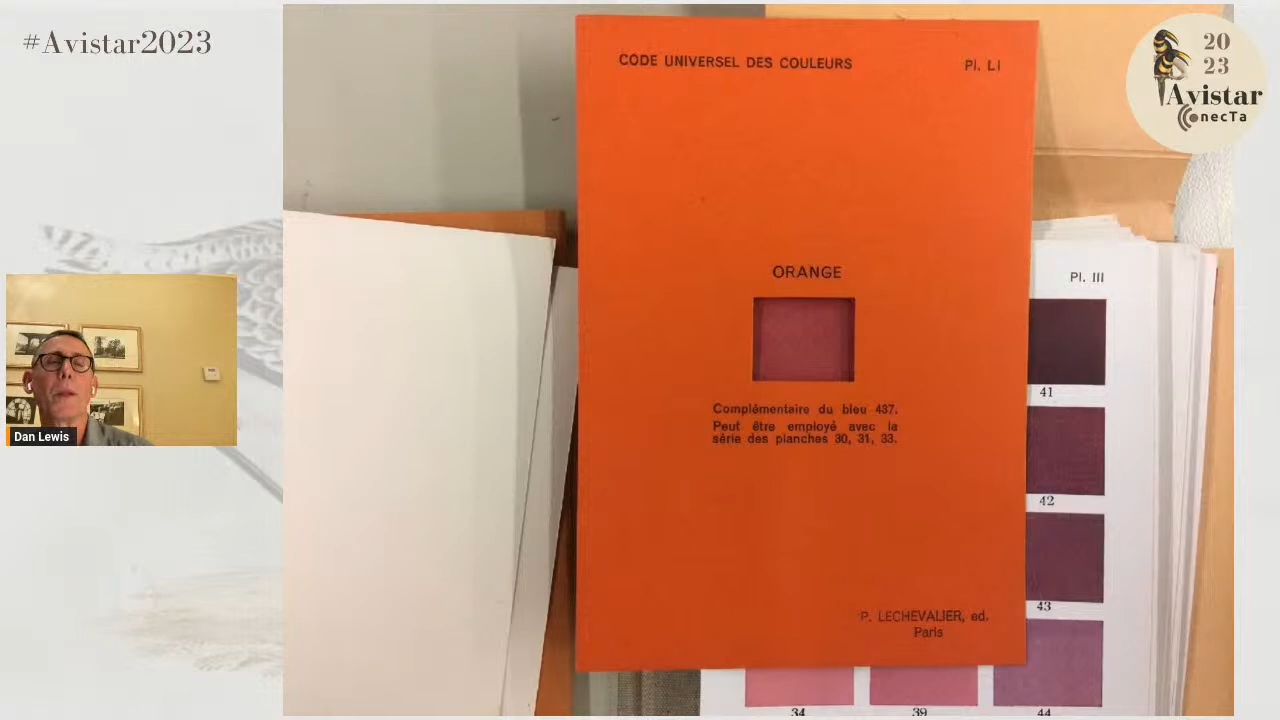 #Avistar2023
20
23
Avistar
ConecTa
Dan Lewis
CODE UNIVERSEL DES COULEURS
Pl. LI
ORANGE
Complémentaire du bleu 437.
Peut être employé avec la
série des planches 30, 31, 33.
P. LECHEVALIER, ed.
Paris
Pl. III
41
42
43
34
39
44